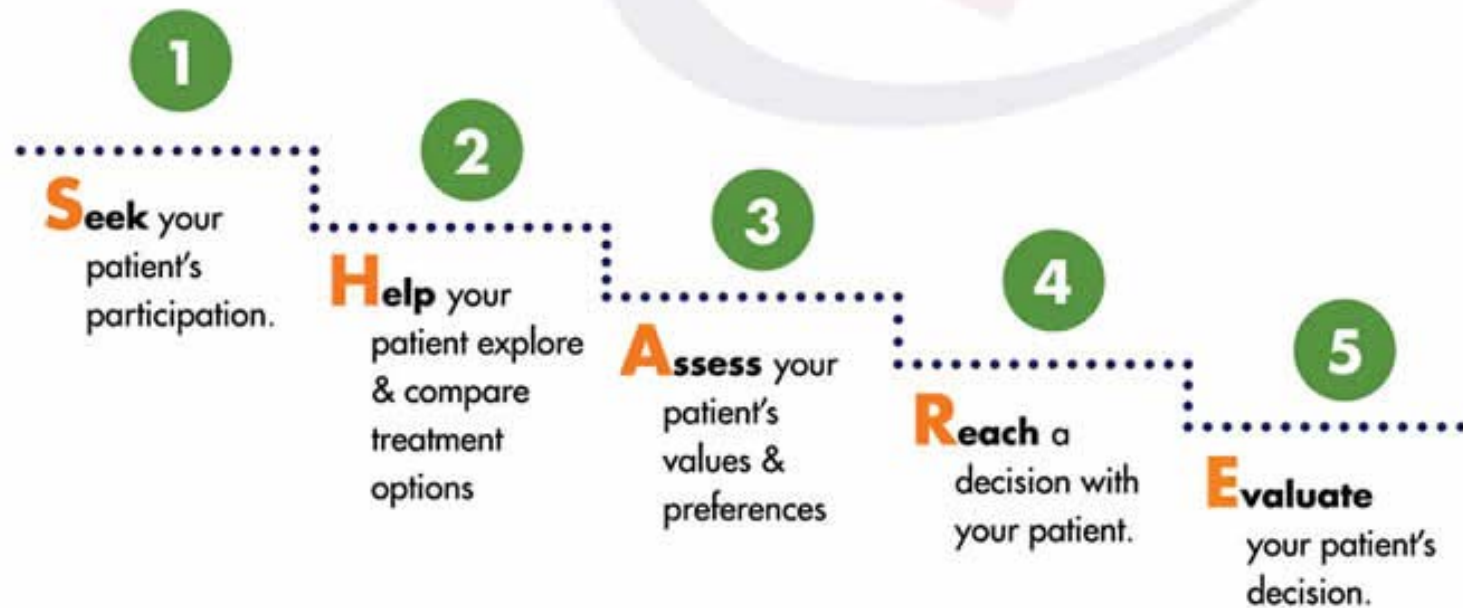 1
Seek your
patient's
participation.
2
Help your
patient explore
& compare
treatment
options
3
Assess your
patient's
values &
preferences
4
Reach a
decision with
your patient.
5
Evaluate
your patient's
decision.